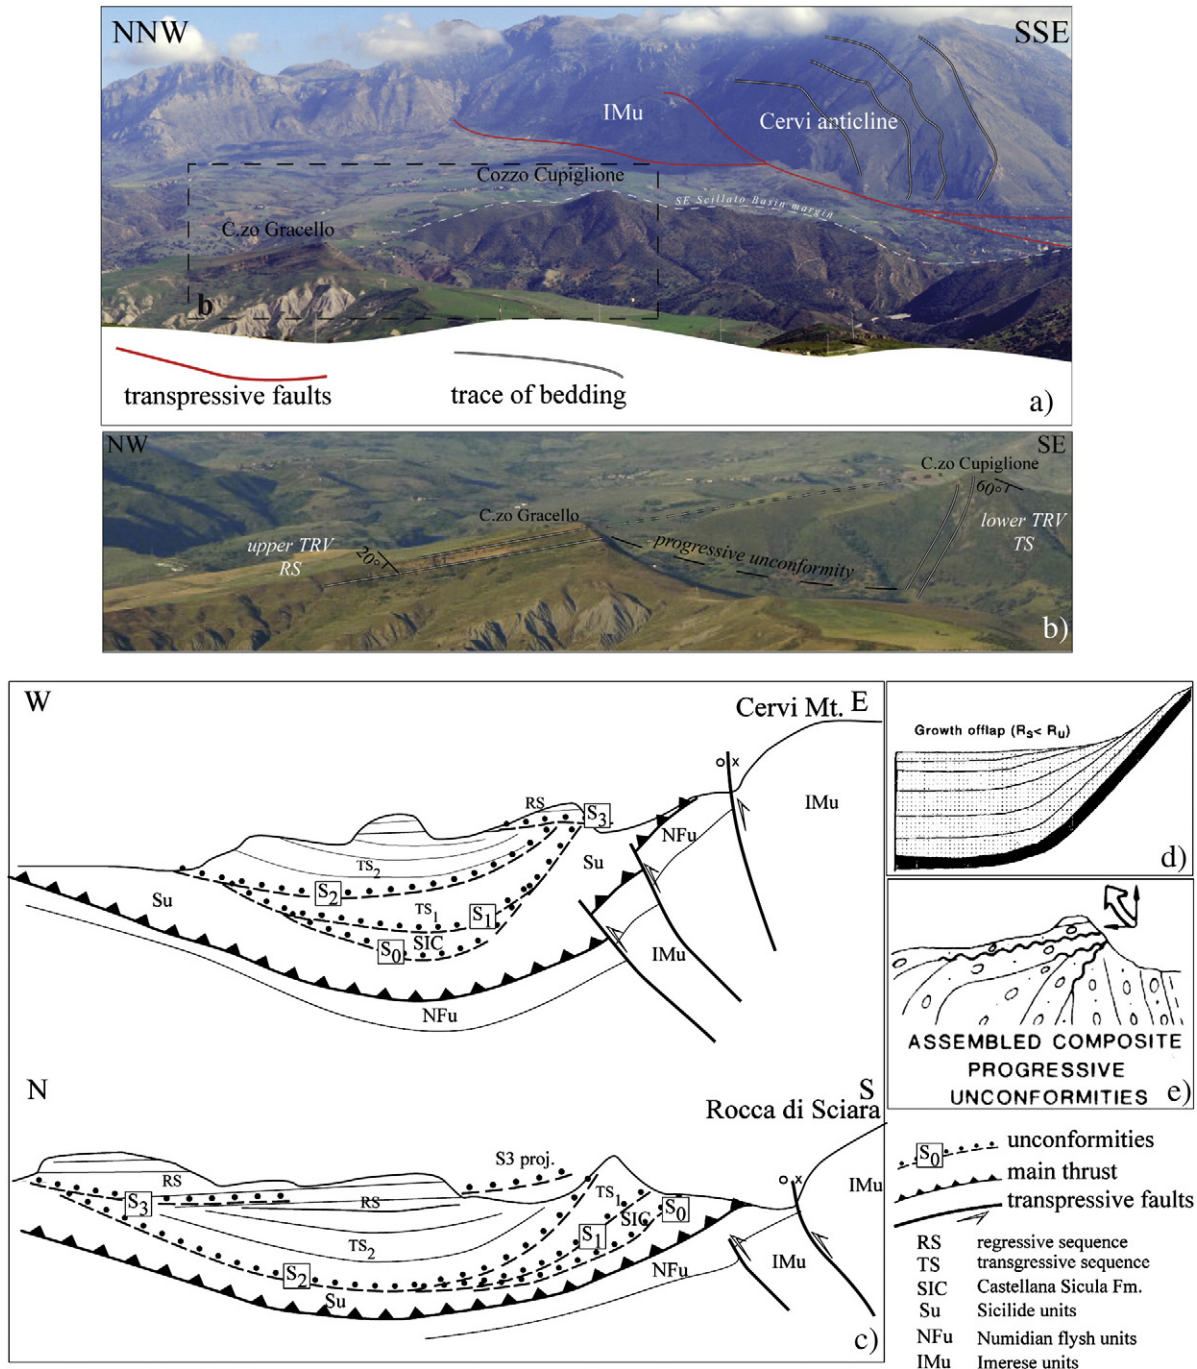 NNW
SSE
IMu
Cervi anticline
Cozzo Cupiglione
SE Scillato Basin margin
C.zo Gracello
b
transpressive faults
trace of bedding
a)
NW
SE
C.zo Cupiglione
60°
C.zo Gracello
lower TRV
TS
upper TRV
RS
20°
progressive unconformity
b)
W
E
Cervi Mt.
o x
RS
S3
IMu
NFu
TS2
Su
Su
S2
TS1
S1
SIC
S0
IMu
NFu
N
S
Rocca di Sciara
S3 proj.
o x
RS
TS1
IMu
S3
RS
SIC
S0
S1
TS2
S2
NFu
IMu
Su
c)
Growth offlap (Rs< Ru)
d)
ASSEMBLED COMPOSITE
PROGRESSIVE
UNCONFORMITIES
e)
S0 unconformities
main thrust
transpressive faults
RS regressive sequence
TS transgressive sequence
SIC Castellana Sicula Fm.
Su Sicilide units
NFu Numidian flysh units
IMu Imerese units